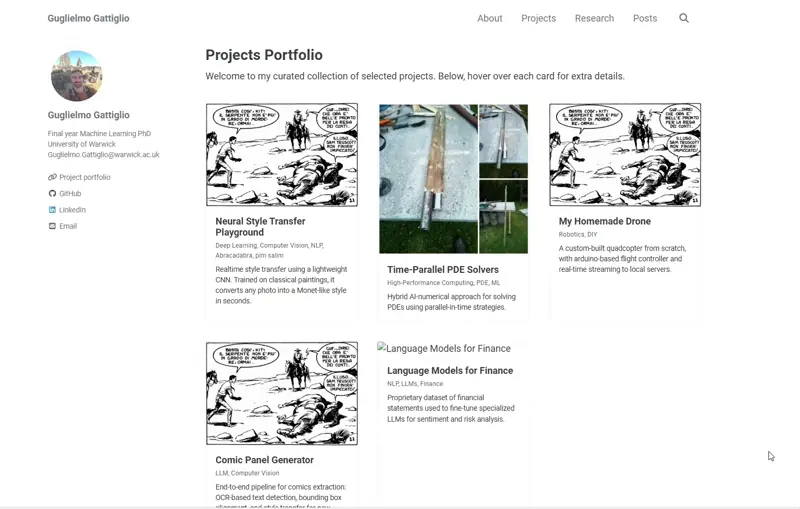 Guglielmo Gattiglio
About
Projects
Research
Posts
Guglielmo Gattiglio
Final year Machine Learning PhD
University of Warwick
Guglielmo.Gattiglio@warwick.ac.uk
Project portfolio
GitHub
LinkedIn
Email
Projects Portfolio
Welcome to my curated collection of selected projects. Below, hover over each card for extra details.
Neural Style Transfer
Playground
Deep Learning, Computer Vision, NLP,
Abracadabra, pim salim
Realtime style transfer using a lightweight
CNN. Trained on classical paintings, it
converts any photo into a Monet-like style
in seconds.
Time-Parallel PDE Solvers
High-Performance Computing, PDE, ML
Hybrid AI-numerical approach for solving
PDEs using parallel-in-time strategies.
My Homemade Drone
Robotics, DIY
A custom-built quadcopter from scratch,
with arduino-based flight controller and
real-time streaming to local servers.
Comic Panel Generator
LLM, Computer Vision
End-to-end pipeline for comics extraction:
OCR-based text detection, bounding box
Language Models for Finance
Language Models for Finance
NLP, LLMs, Finance
Proprietary dataset of financial
statements used to fine-tune specialized
LLMs for sentiment and risk analysis.